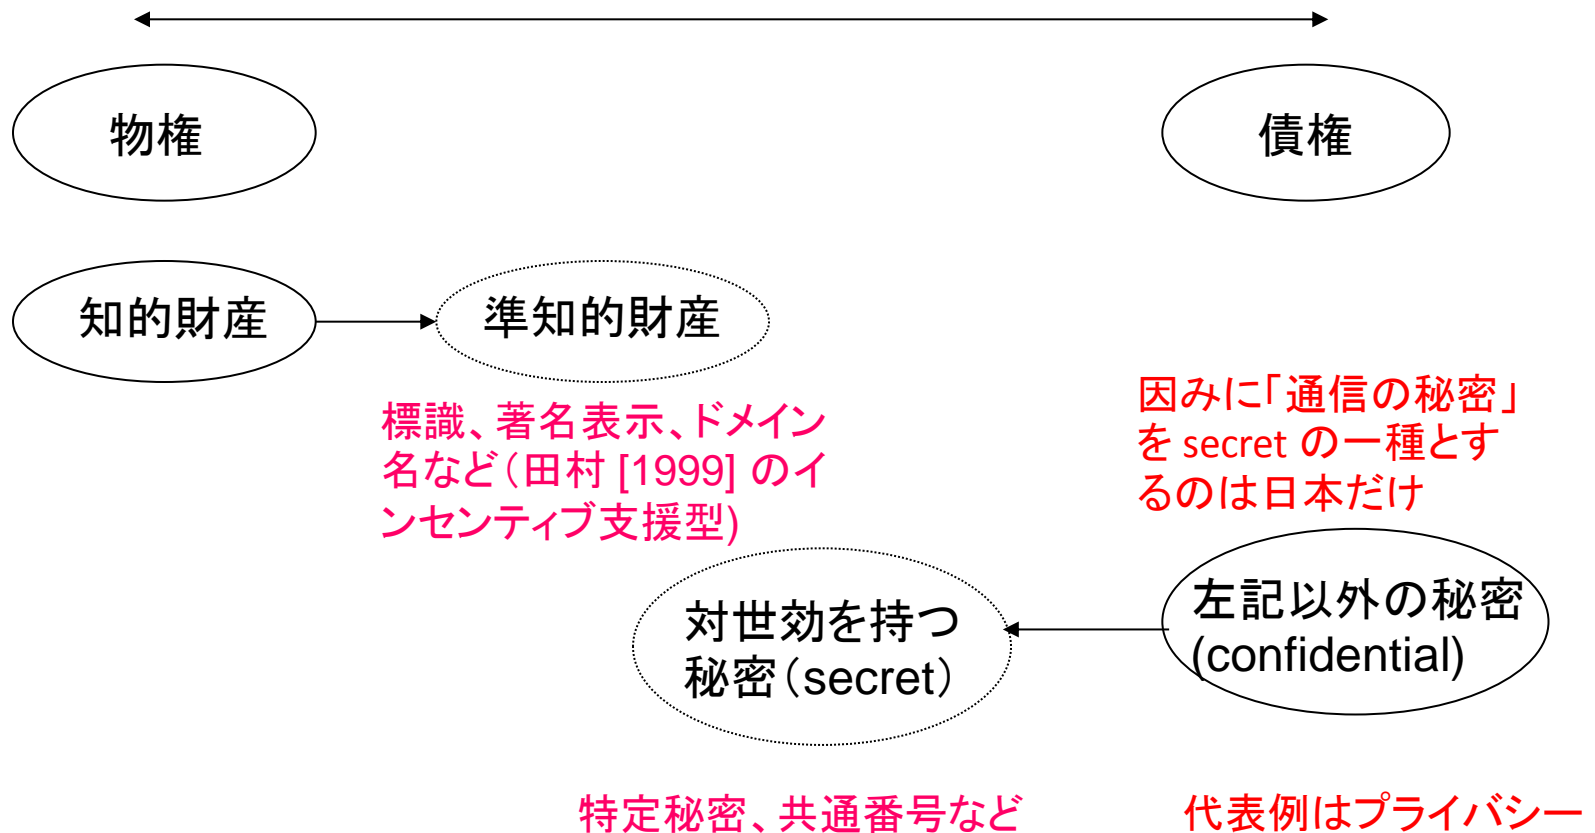 物権
債権
知的財産
準知的財産
標識、著名表示、ドメイン
名など（田村 [1999] のイ
ンセンティブ支援型)
因みに「通信の秘密」
を secret の一種とす
るのは日本だけ
対世効を持つ
秘密（secret）
左記以外の秘密
(confidential)
特定秘密、共通番号など
代表例はプライバシー